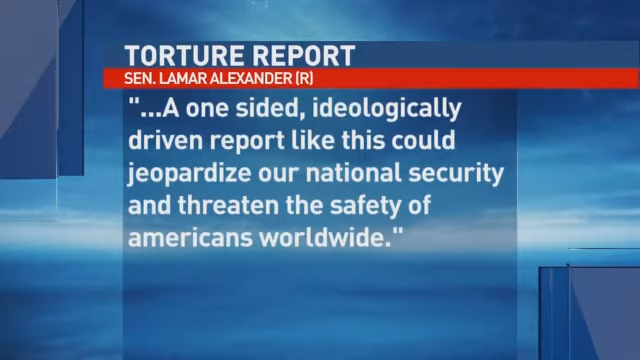 TORTURE REPORT
SEN. LAMAR ALEXANDER (R)
"...A one sided, ideologically
driven report like this could
jeopardize our national security
and threaten the safety of
americans worldwide."